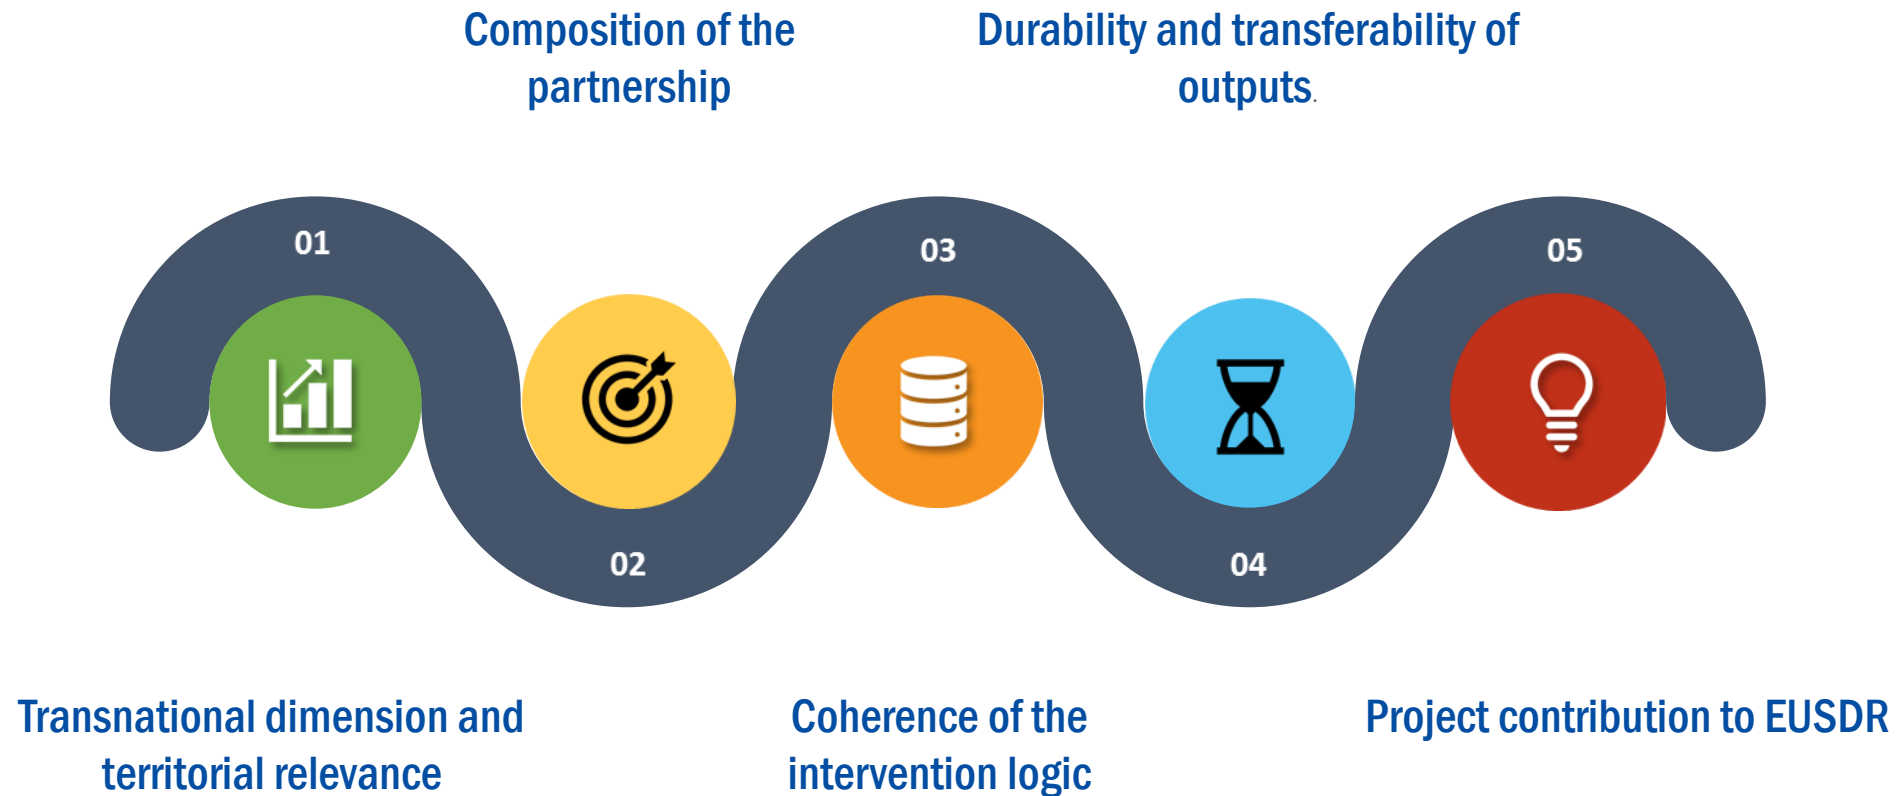 Composition of the
partnership
Durability and transferability of
outputs.
01
03
05
02
04
Transnational dimension and
territorial relevance
Coherence of the
intervention logic
Project contribution to EUSDR